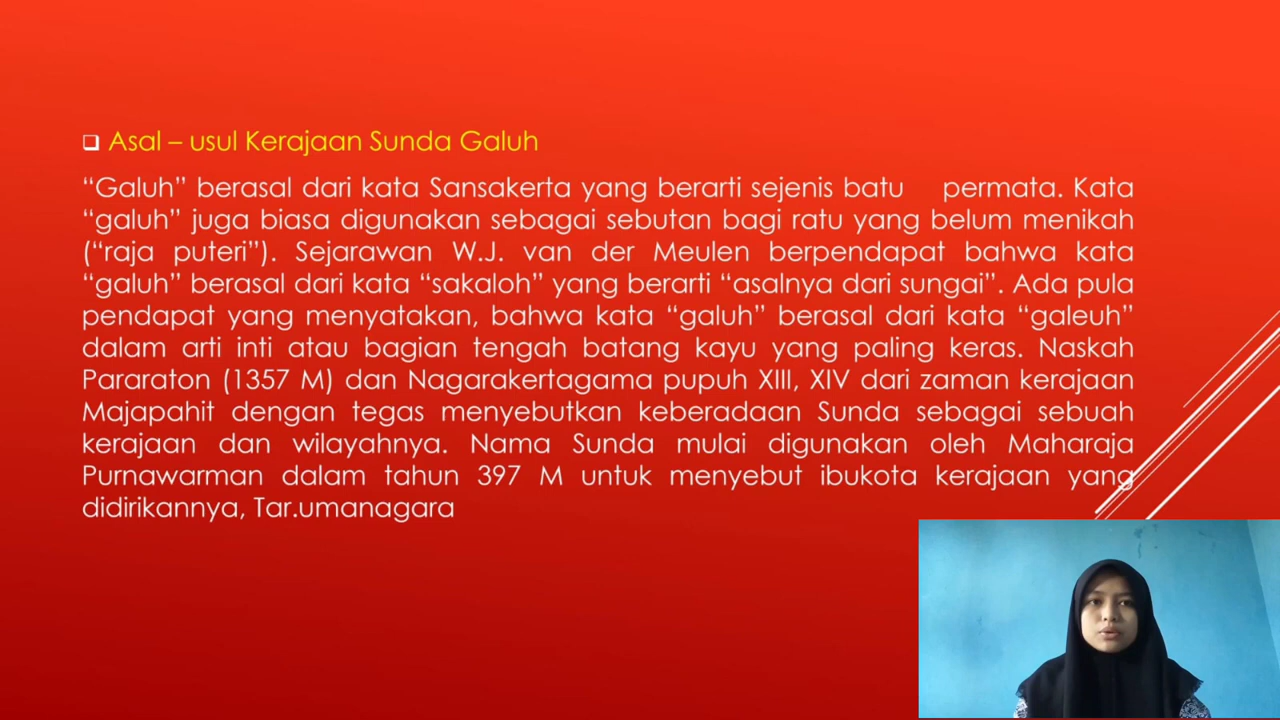 Asal – usul Kerajaan Sunda Galuh
“Galuh” berasal dari kata Sansakerta yang berarti sejenis batu permata. Kata
“galuh” juga biasa digunakan sebagai sebutan bagi ratu yang belum menikah
(“raja puteri”). Sejarawan W.J. van der Meulen berpendapat bahwa kata
“galuh” berasal dari kata “sakaloh” yang berarti “asalnya dari sungai”. Ada pula
pendapat yang menyatakan, bahwa kata “galuh” berasal dari kata “galeuh”
dalam arti inti atau bagian tengah batang kayu yang paling keras. Naskah
Pararaton (1357 M) dan Nagarakertagama pupuh XIII, XIV dari zaman kerajaan
Majapahit dengan tegas menyebutkan keberadaan Sunda sebagai sebuah
kerajaan dan wilayahnya. Nama Sunda mulai digunakan oleh Maharaja
Purnawarman dalam tahun 397 M untuk menyebut ibukota kerajaan yang
didirikannya, Tar.umanagara